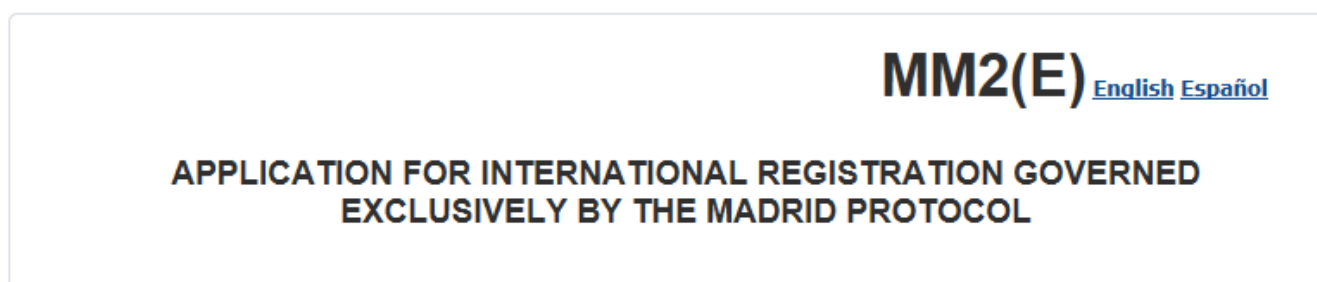 MM2(E) English Español
APPLICATION FOR INTERNATIONAL REGISTRATION GOVERNED
EXCLUSIVELY BY THE MADRID PROTOCOL